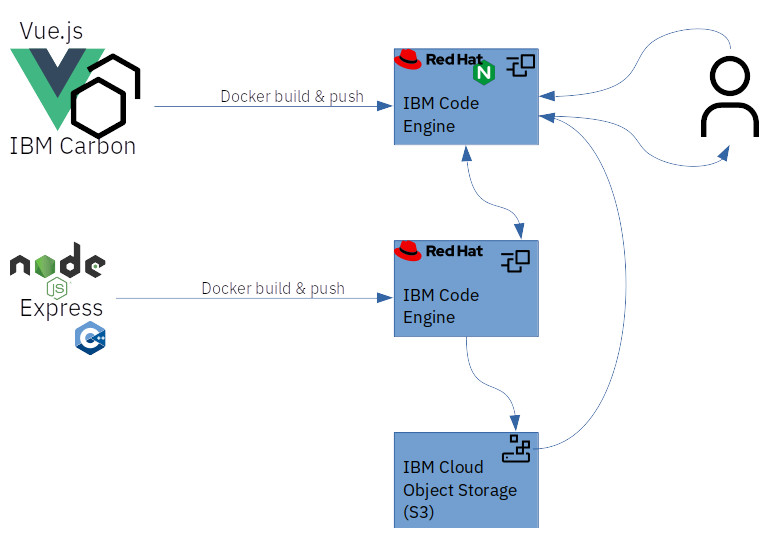 Vue.js
IBM Carbon
Docker build & push
Red Hat
N
IBM Code
Engine
node
JS
Express
C++
Docker build & push
Red Hat
IBM Code
Engine
IBM Cloud
Object Storage
(S3)